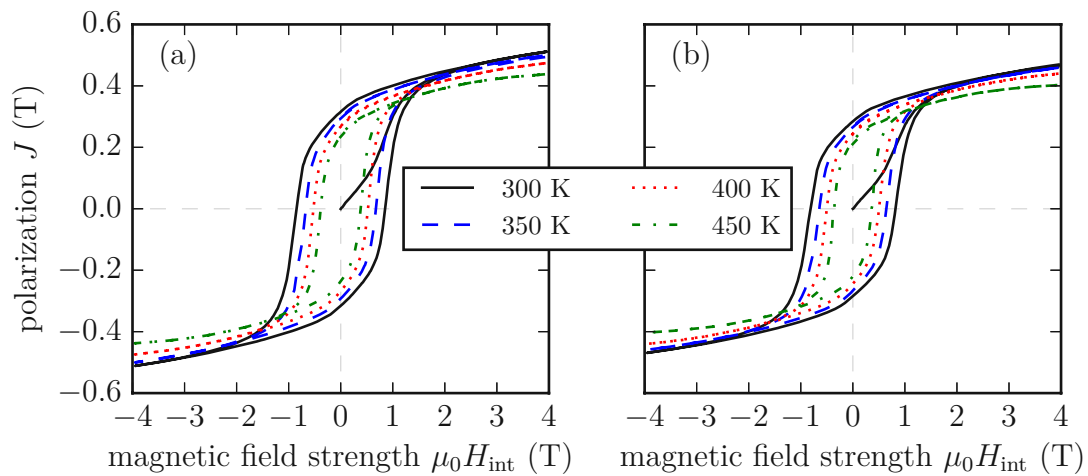 (a) (b)
0.6
0.4
0.2
0.0
−0.2
−0.4
−0.6
polarization J (T)
300 K 400 K
350 K 450 K
−4 −3 −2 −1 0 1 2 3 4 −4 −3 −2 −1 0 1 2 3 4
magnetic field strength μ₀H_int (T) magnetic field strength μ₀H_int (T)